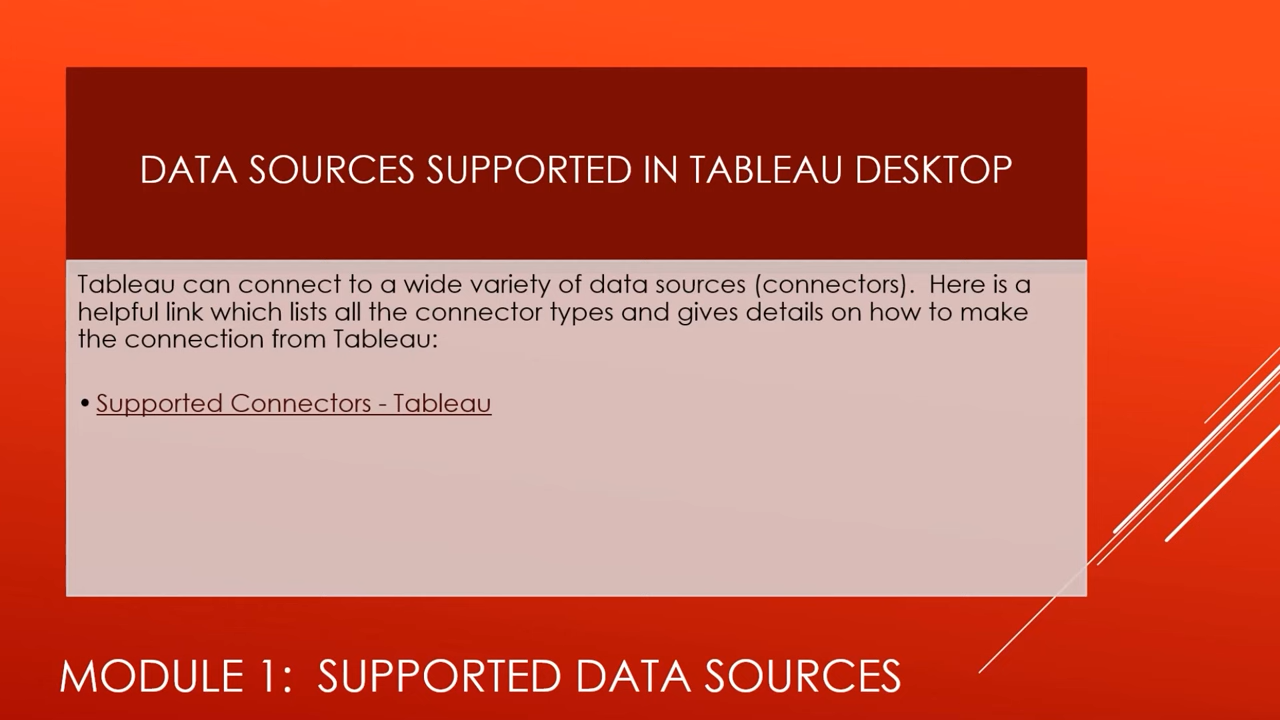 DATA SOURCES SUPPORTED IN TABLEAU DESKTOP
Tableau can connect to a wide variety of data sources (connectors).  Here is a
helpful link which lists all the connector types and gives details on how to make
the connection from Tableau:
• Supported Connectors - Tableau
MODULE 1:  SUPPORTED DATA SOURCES